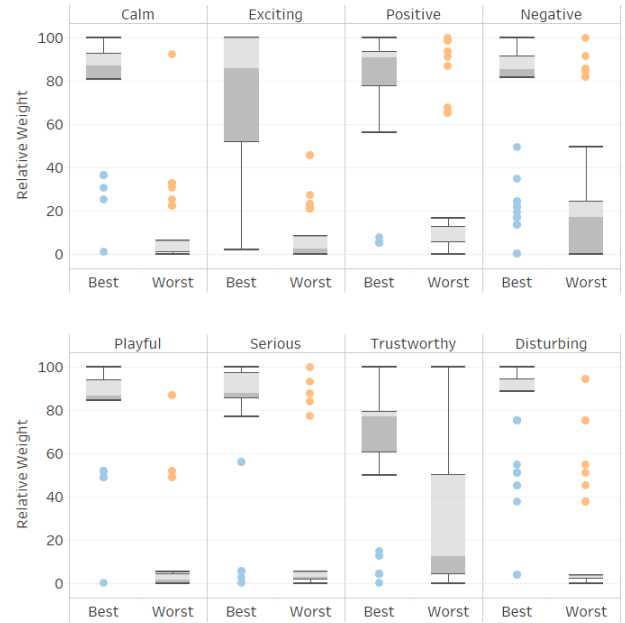 Calm Exciting Positive Negative
100
80
60
40
20
0
Relative Weight
Best Worst Best Worst Best Worst Best Worst
Playful Serious Trustworthy Disturbing
100
80
60
40
20
0
Relative Weight
Best Worst Best Worst Best Worst Best Worst